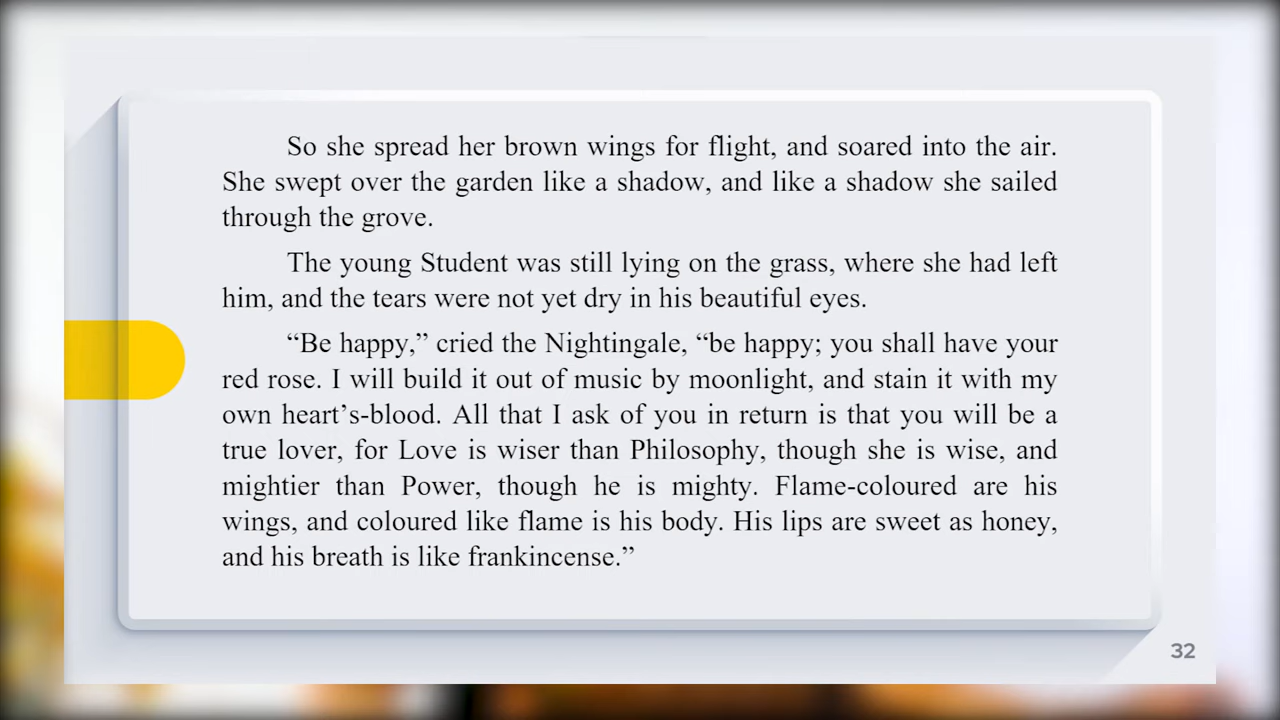 So she spread her brown wings for flight, and soared into the air.
She swept over the garden like a shadow, and like a shadow she sailed
through the grove.
The young Student was still lying on the grass, where she had left
him, and the tears were not yet dry in his beautiful eyes.
“Be happy,” cried the Nightingale, “be happy; you shall have your
red rose. I will build it out of music by moonlight, and stain it with my
own heart’s-blood. All that I ask of you in return is that you will be a
true lover, for Love is wiser than Philosophy, though she is wise, and
mightier than Power, though he is mighty. Flame-coloured are his
wings, and coloured like flame is his body. His lips are sweet as honey,
and his breath is like frankincense.”
32